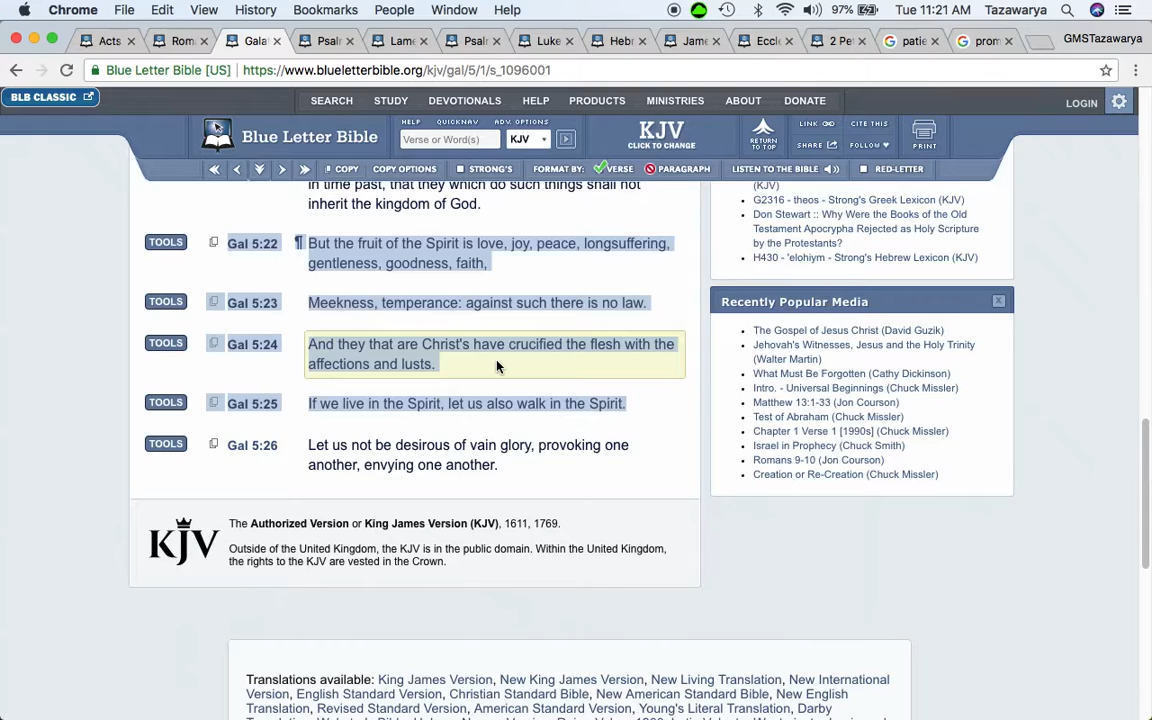 Chrome File Edit View History Bookmarks People Window Help 97% Tue 11:21 AM Tazawarya
Acts Rom Gala Psalr Lame Psalr Luke Hebr Jame Eccle 2 Pet patie prom GMSTazawarya
Blue Letter Bible [US] https://www.blueletterbible.org/kjv/gal/5/1/s_1096001
BLB CLASSIC SEARCH STUDY DEVOTIONALS HELP PRODUCTS MINISTRIES ABOUT DONATE LOGIN
Blue Letter Bible
HELP QUICKNAV ADV. OPTIONS
Verse or Word(s) KJV
KJV
CLICK TO CHANGE
RETURN TO TOP
LINK CITE THIS
SHARE FOLLOW
PRINT
COPY COPY OPTIONS STRONG'S FORMAT BY: VERSE PARAGRAPH LISTEN TO THE BIBLE RED-LETTER
in time past, that they which do such things shall not
inherit the kingdom of God.
TOOLS Gal 5:22 ¶ But the fruit of the Spirit is love, joy, peace, longsuffering,
gentleness, goodness, faith,
TOOLS Gal 5:23 Meekness, temperance: against such there is no law.
TOOLS Gal 5:24 And they that are Christ's have crucified the flesh with the
affections and lusts.
TOOLS Gal 5:25 If we live in the Spirit, let us also walk in the Spirit.
TOOLS Gal 5:26 Let us not be desirous of vain glory, provoking one
another, envying one another.
KJV
The Authorized Version or King James Version (KJV), 1611, 1769.
Outside of the United Kingdom, the KJV is in the public domain. Within the United Kingdom,
the rights to the KJV are vested in the Crown.
(KJV)
G2316 - theos - Strong's Greek Lexicon (KJV)
Don Stewart :: Why Were the Books of the Old
Testament Apocrypha Rejected as Holy Scripture
by the Protestants?
H430 - 'elohiym - Strong's Hebrew Lexicon (KJV)
Recently Popular Media
The Gospel of Jesus Christ (David Guzik)
Jehovah's Witnesses, Jesus and the Holy Trinity
(Walter Martin)
What Must Be Forgotten (Cathy Dickinson)
Intro. - Universal Beginnings (Chuck Missler)
Matthew 13:1-33 (Jon Courson)
Test of Abraham (Chuck Missler)
Chapter 1 Verse 1 [1990s] (Chuck Missler)
Israel in Prophecy (Chuck Smith)
Romans 9-10 (Jon Courson)
Creation or Re-Creation (Chuck Missler)
Translations available: King James Version, New King James Version, New Living Translation, New International
Version, English Standard Version, Christian Standard Bible, New American Standard Bible, New English
Translation, Revised Standard Version, American Standard Version, Young's Literal Translation, Darby